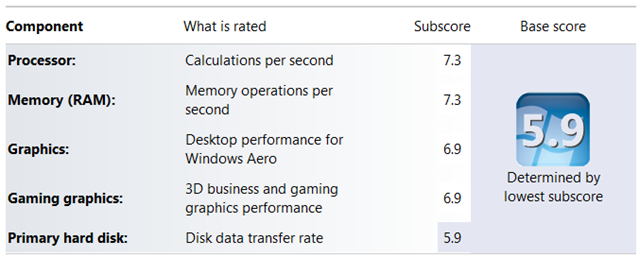 Component What is rated Subscore Base score
Processor: Calculations per second 7.3
Memory (RAM): Memory operations per second 7.3
Graphics: Desktop performance for Windows Aero 6.9
Gaming graphics: 3D business and gaming graphics performance 6.9
Primary hard disk: Disk data transfer rate 5.9
5.9
Determined by
lowest subscore